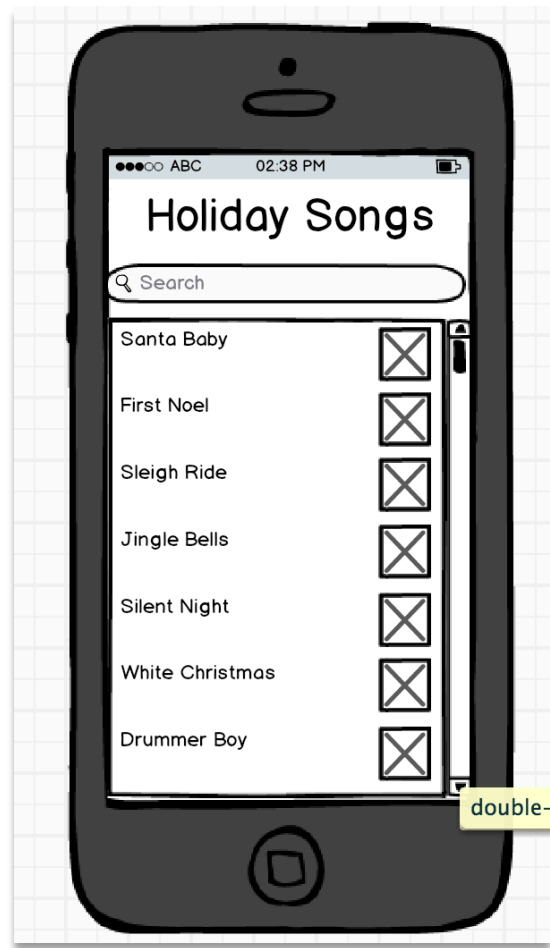 ABC 02:38 PM
Holiday Songs
Search
Santa Baby
First Noel
Sleigh Ride
Jingle Bells
Silent Night
White Christmas
Drummer Boy
double-